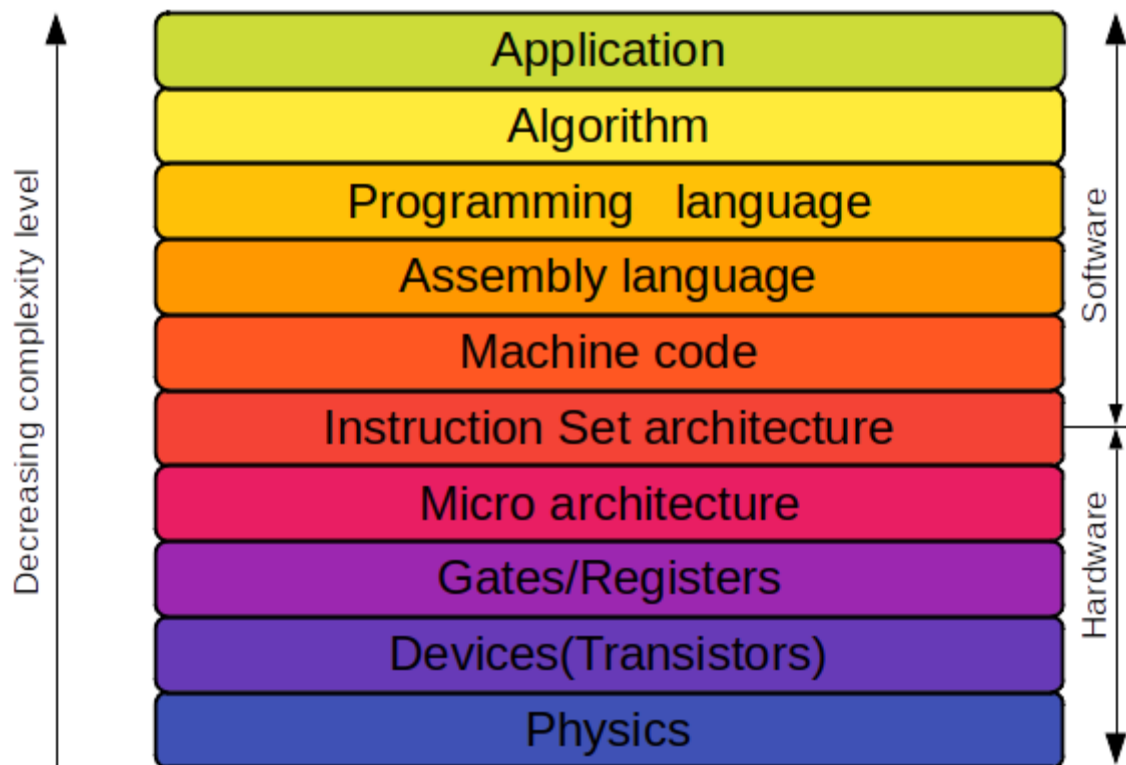 Application
Algorithm
Programming language
Assembly language
Machine code
Instruction Set architecture
Micro architecture
Gates/Registers
Devices(Transistors)
Physics
Decreasing complexity level
Software
Hardware